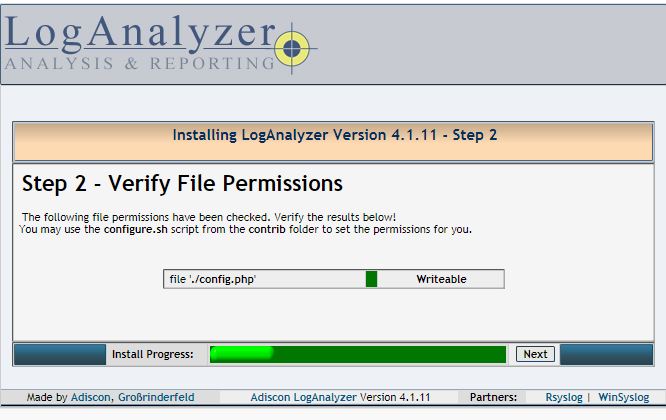 LogAnalyzer
ANALYSIS & REPORTING
Installing LogAnalyzer Version 4.1.11 - Step 2
Step 2 - Verify File Permissions
The following file permissions have been checked. Verify the results below!
You may use the configure.sh script from the contrib folder to set the permissions for you.
file './config.php' Writeable
Install Progress: Next
Made by Adiscon, Großrinderfeld Adiscon LogAnalyzer Version 4.1.11 Partners: Rsyslog | WinSyslog